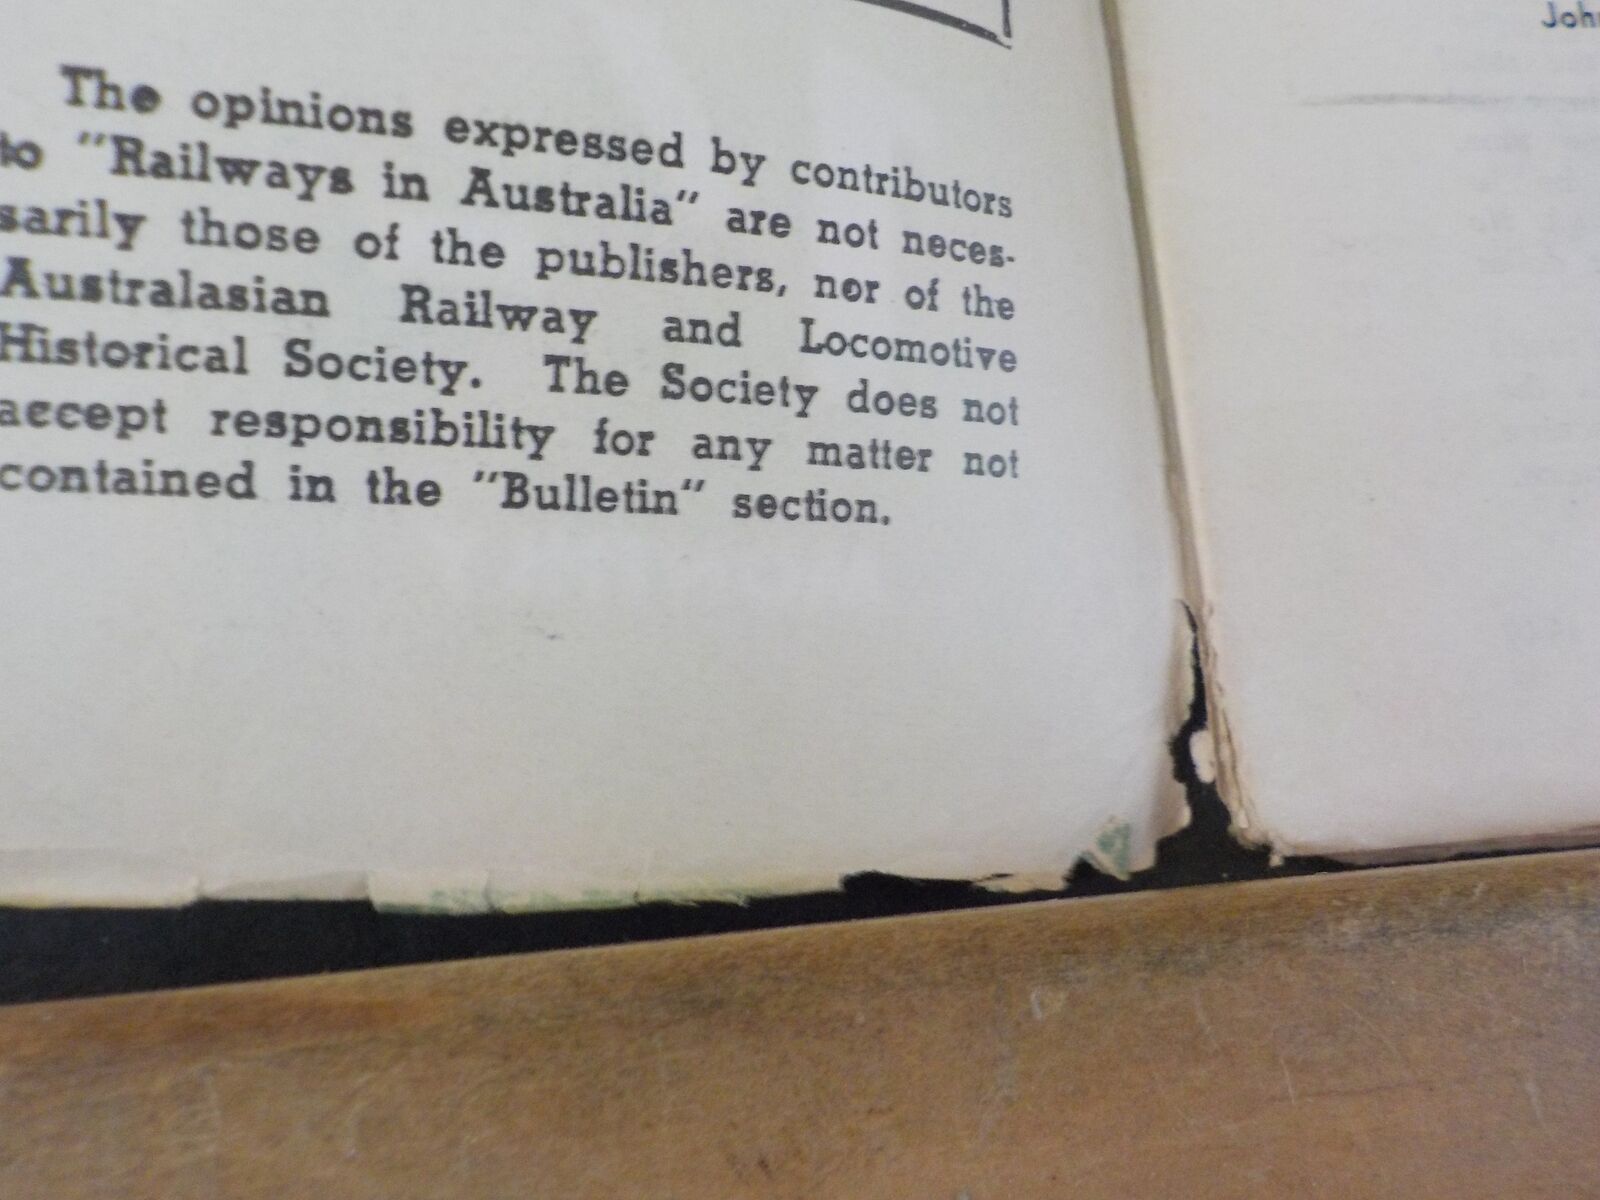 The opinions expressed by contributors
to "Railways in Australia" are not neces-
sarily those of the publishers, nor of the
Australasian Railway and Locomotive
Historical Society. The Society does not
accept responsibility for any matter not
contained in the "Bulletin" section.
Joh